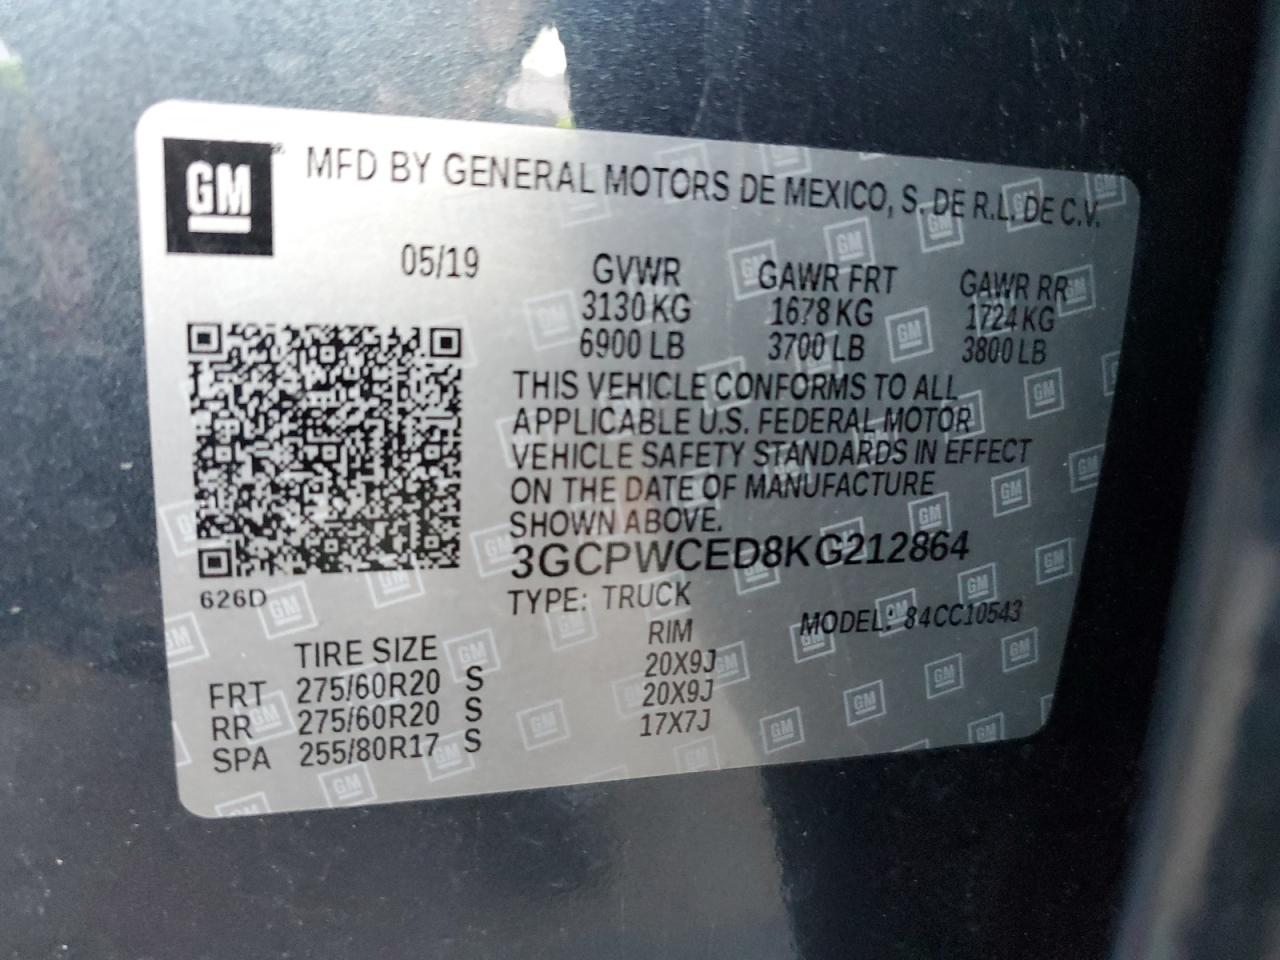 GM MFD BY GENERAL MOTORS DE MEXICO, S. DE R.L. DE C.V.
05/19 GVWR GAWR FRT GAWR RR
3130 KG 1678 KG 1724 KG
6900 LB 3700 LB 3800 LB
THIS VEHICLE CONFORMS TO ALL
APPLICABLE U.S. FEDERAL MOTOR
VEHICLE SAFETY STANDARDS IN EFFECT
ON THE DATE OF MANUFACTURE
SHOWN ABOVE.
3GCPWCED8KG212864
626D
TYPE: TRUCK MODEL: 84CC10543
TIRE SIZE RIM
FRT 275/60R20 S 20X9J
RR 275/60R20 S 20X9J
SPA 255/80R17 S 17X7J